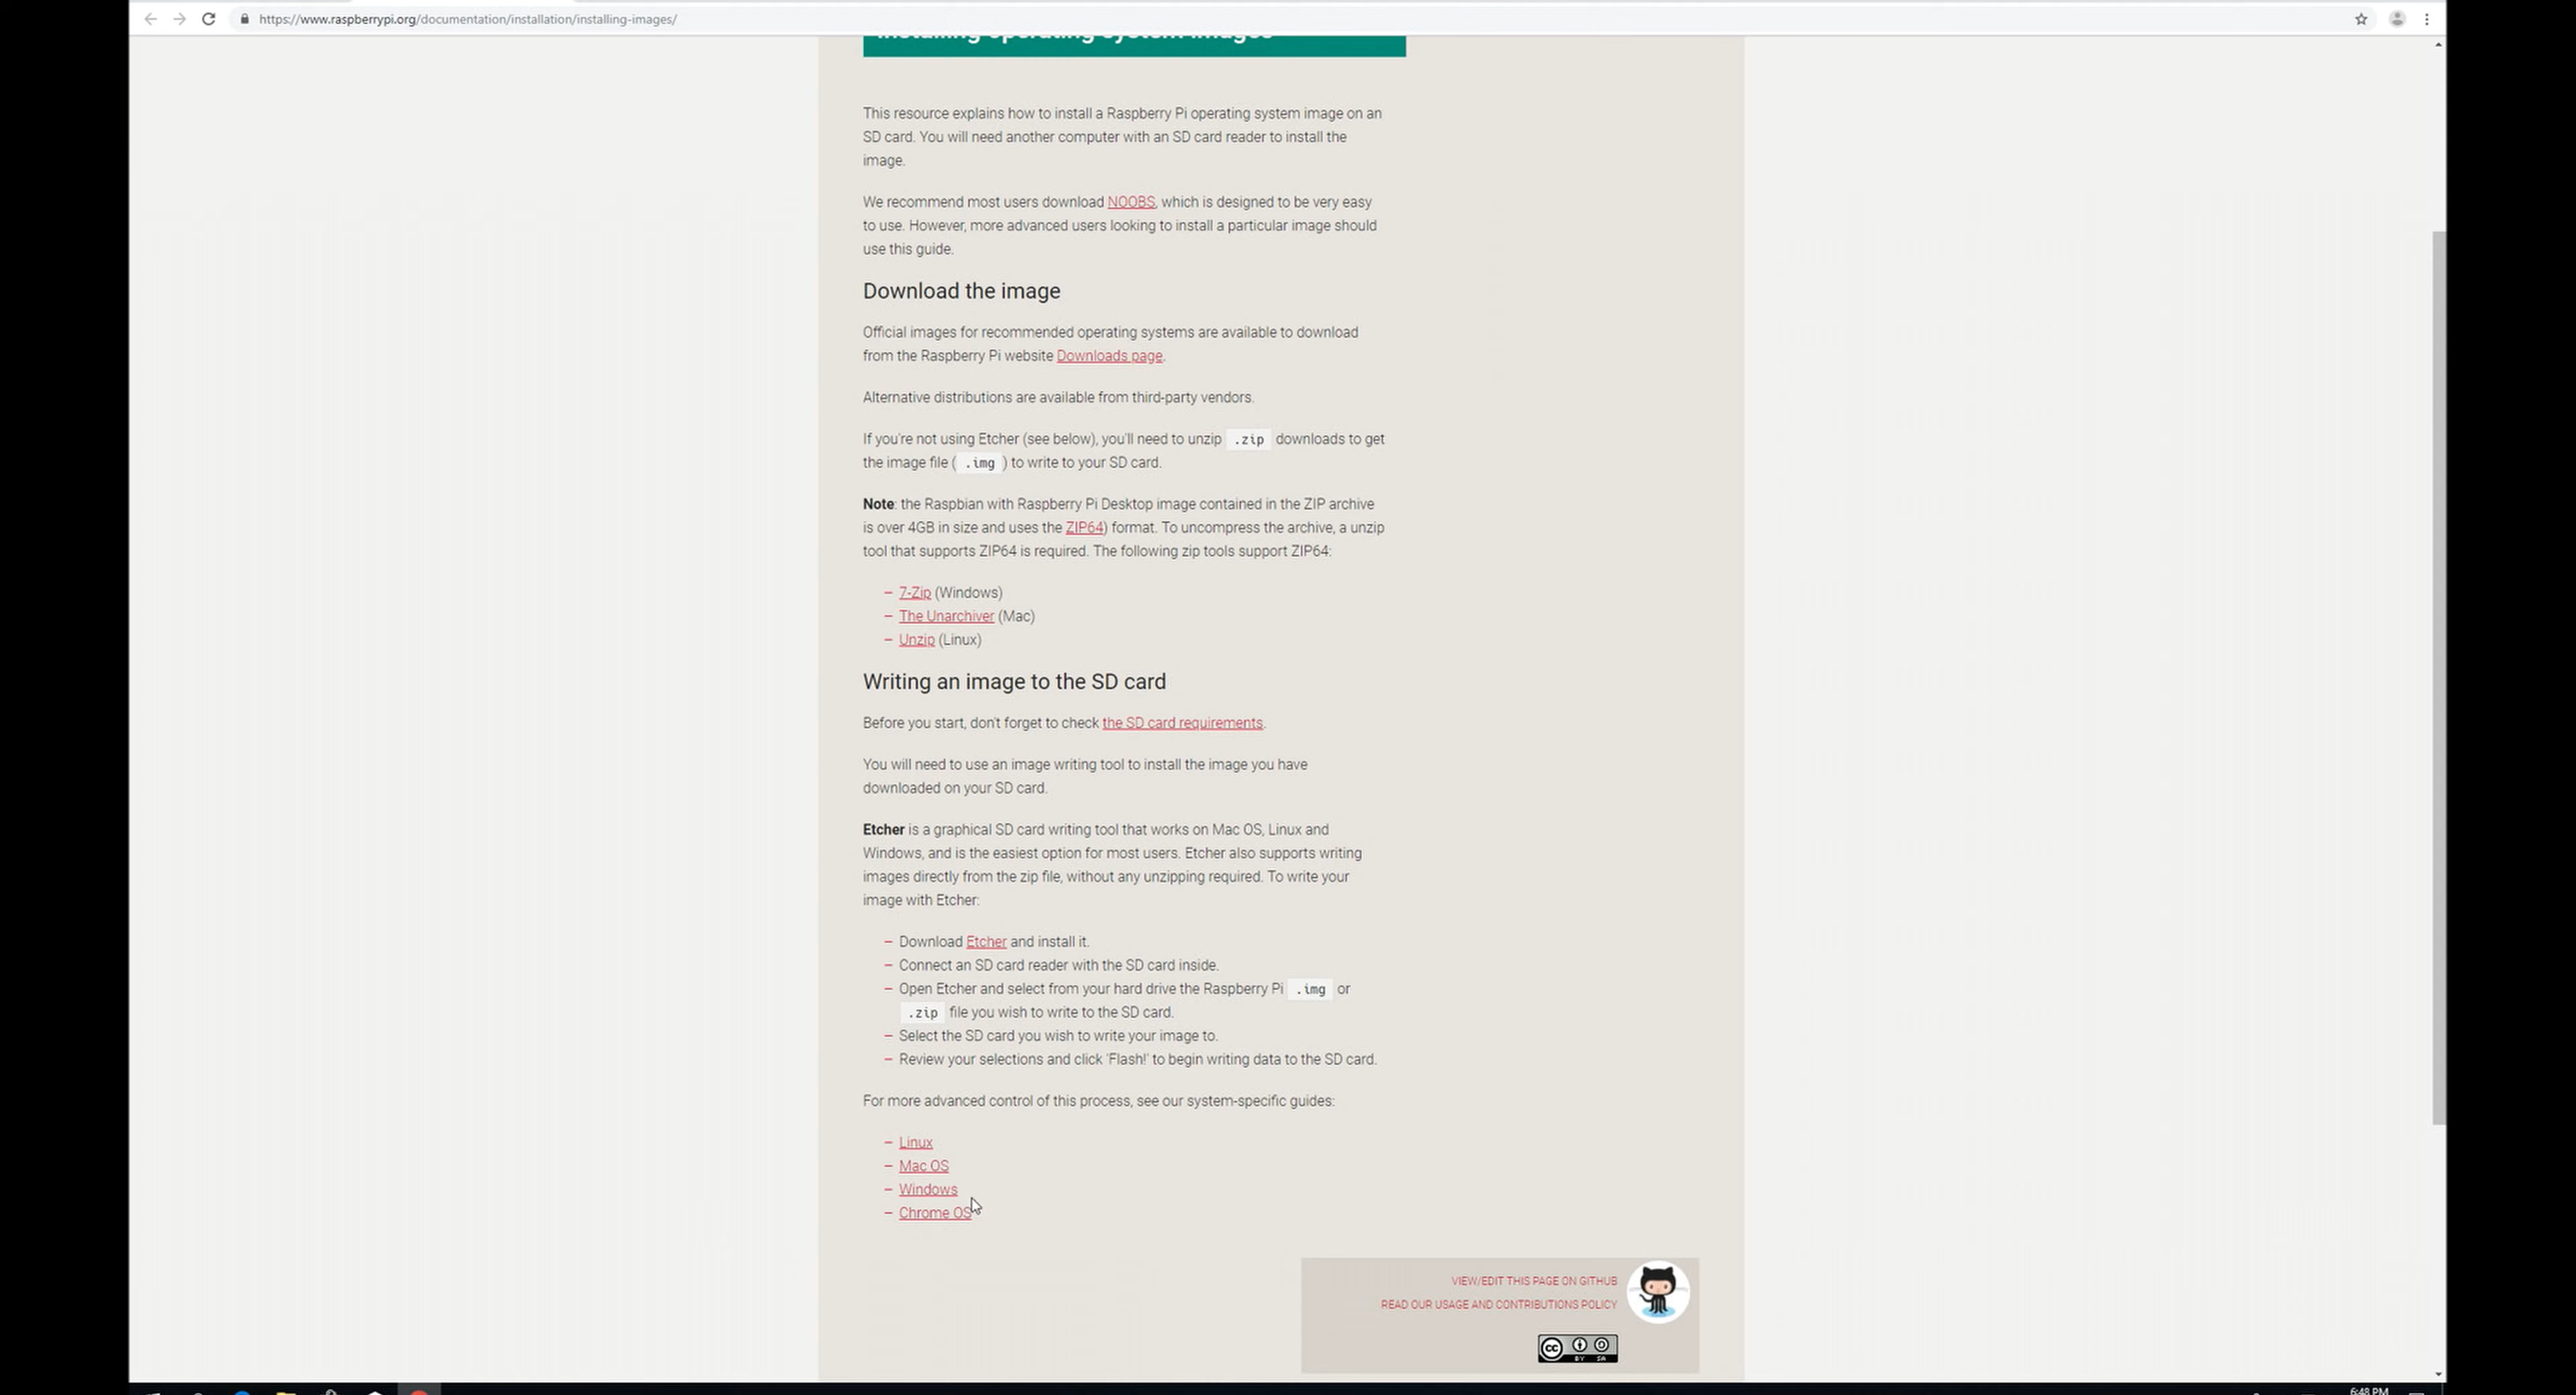 https://www.raspberrypi.org/documentation/installation/installing-images/
Installing operating system images
This resource explains how to install a Raspberry Pi operating system image on an
SD card. You will need another computer with an SD card reader to install the
image.
We recommend most users download NOOBS, which is designed to be very easy
to use. However, more advanced users looking to install a particular image should
use this guide.
Download the image
Official images for recommended operating systems are available to download
from the Raspberry Pi website Downloads page.
Alternative distributions are available from third-party vendors.
If you're not using Etcher (see below), you'll need to unzip .zip downloads to get
the image file ( .img ) to write to your SD card.
Note: the Raspbian with Raspberry Pi Desktop image contained in the ZIP archive
is over 4GB in size and uses the ZIP64) format. To uncompress the archive, a unzip
tool that supports ZIP64 is required. The following zip tools support ZIP64:
– 7-Zip (Windows)
– The Unarchiver (Mac)
– Unzip (Linux)
Writing an image to the SD card
Before you start, don't forget to check the SD card requirements.
You will need to use an image writing tool to install the image you have
downloaded on your SD card.
Etcher is a graphical SD card writing tool that works on Mac OS, Linux and
Windows, and is the easiest option for most users. Etcher also supports writing
images directly from the zip file, without any unzipping required. To write your
image with Etcher:
– Download Etcher and install it.
– Connect an SD card reader with the SD card inside.
– Open Etcher and select from your hard drive the Raspberry Pi .img or
.zip file you wish to write to the SD card.
– Select the SD card you wish to write your image to.
– Review your selections and click 'Flash!' to begin writing data to the SD card.
For more advanced control of this process, see our system-specific guides:
– Linux
– Mac OS
– Windows
– Chrome OS
VIEW/EDIT THIS PAGE ON GITHUB
READ OUR USAGE AND CONTRIBUTIONS POLICY
cc BY SA
6:48 PM